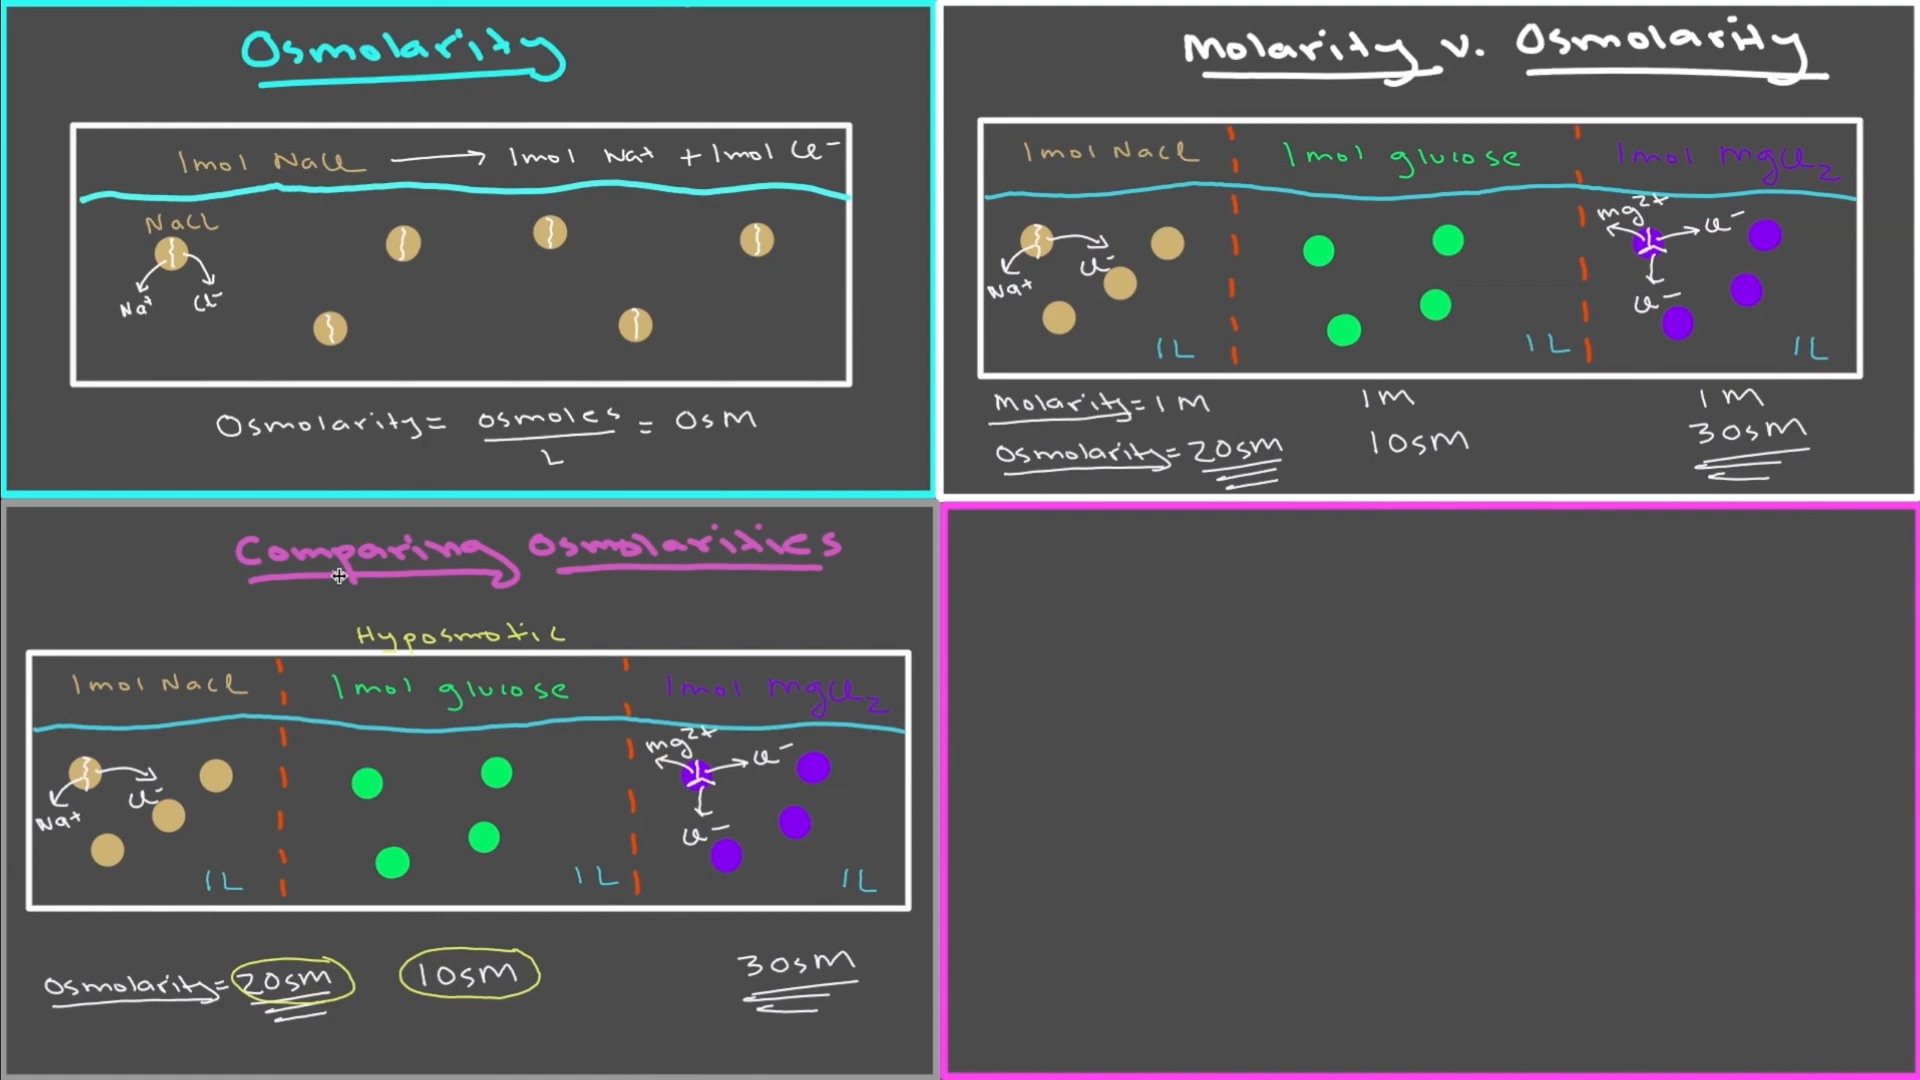 Osmolarity
1mol NaCl → 1mol Na+ + 1mol Cl-
NaCl
Na+ Cl-
Osmolarity = osmoles/L = OsM
Molarity v. Osmolarity
1mol NaCl 1mol glucose 1mol MgCl2
Mg2+ Cl-
Na+ Cl-
Cl-
1L 1L 1L
Molarity = 1M 1M 1M
Osmolarity = 2OsM 1OsM 3OsM
Comparing Osmolarities
Hyposmotic
1mol NaCl 1mol glucose 1mol MgCl2
Mg2+ Cl-
Na+ Cl-
Cl-
1L 1L 1L
Osmolarity = 2OsM 1OsM 3OsM